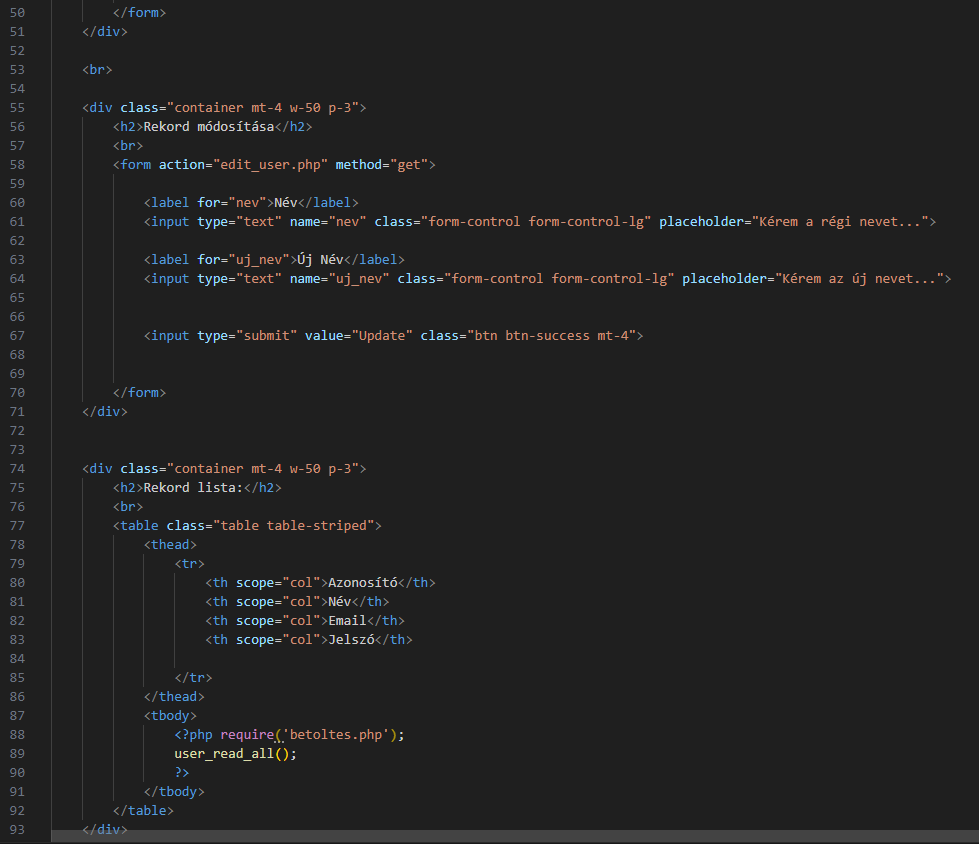 50 </form>
51 </div>
52
53 <br>
54
55 <div class="container mt-4 w-50 p-3">
56 <h2>Rekord módosítása</h2>
57 <br>
58 <form action="edit_user.php" method="get">
59
60 <label for="nev">Név</label>
61 <input type="text" name="nev" class="form-control form-control-lg" placeholder="Kérem a régi nevet...">
62
63 <label for="uj_nev">Új Név</label>
64 <input type="text" name="uj_nev" class="form-control form-control-lg" placeholder="Kérem az új nevet...">
65
66
67 <input type="submit" value="Update" class="btn btn-success mt-4">
68
69
70 </form>
71 </div>
72
73
74 <div class="container mt-4 w-50 p-3">
75 <h2>Rekord lista:</h2>
76 <br>
77 <table class="table table-striped">
78 <thead>
79 <tr>
80 <th scope="col">Azonosító</th>
81 <th scope="col">Név</th>
82 <th scope="col">Email</th>
83 <th scope="col">Jelszó</th>
84
85 </tr>
86 </thead>
87 <tbody>
88 <?php require('betoltes.php');
89 user_read_all();
90 ?>
91 </tbody>
92 </table>
93 </div>